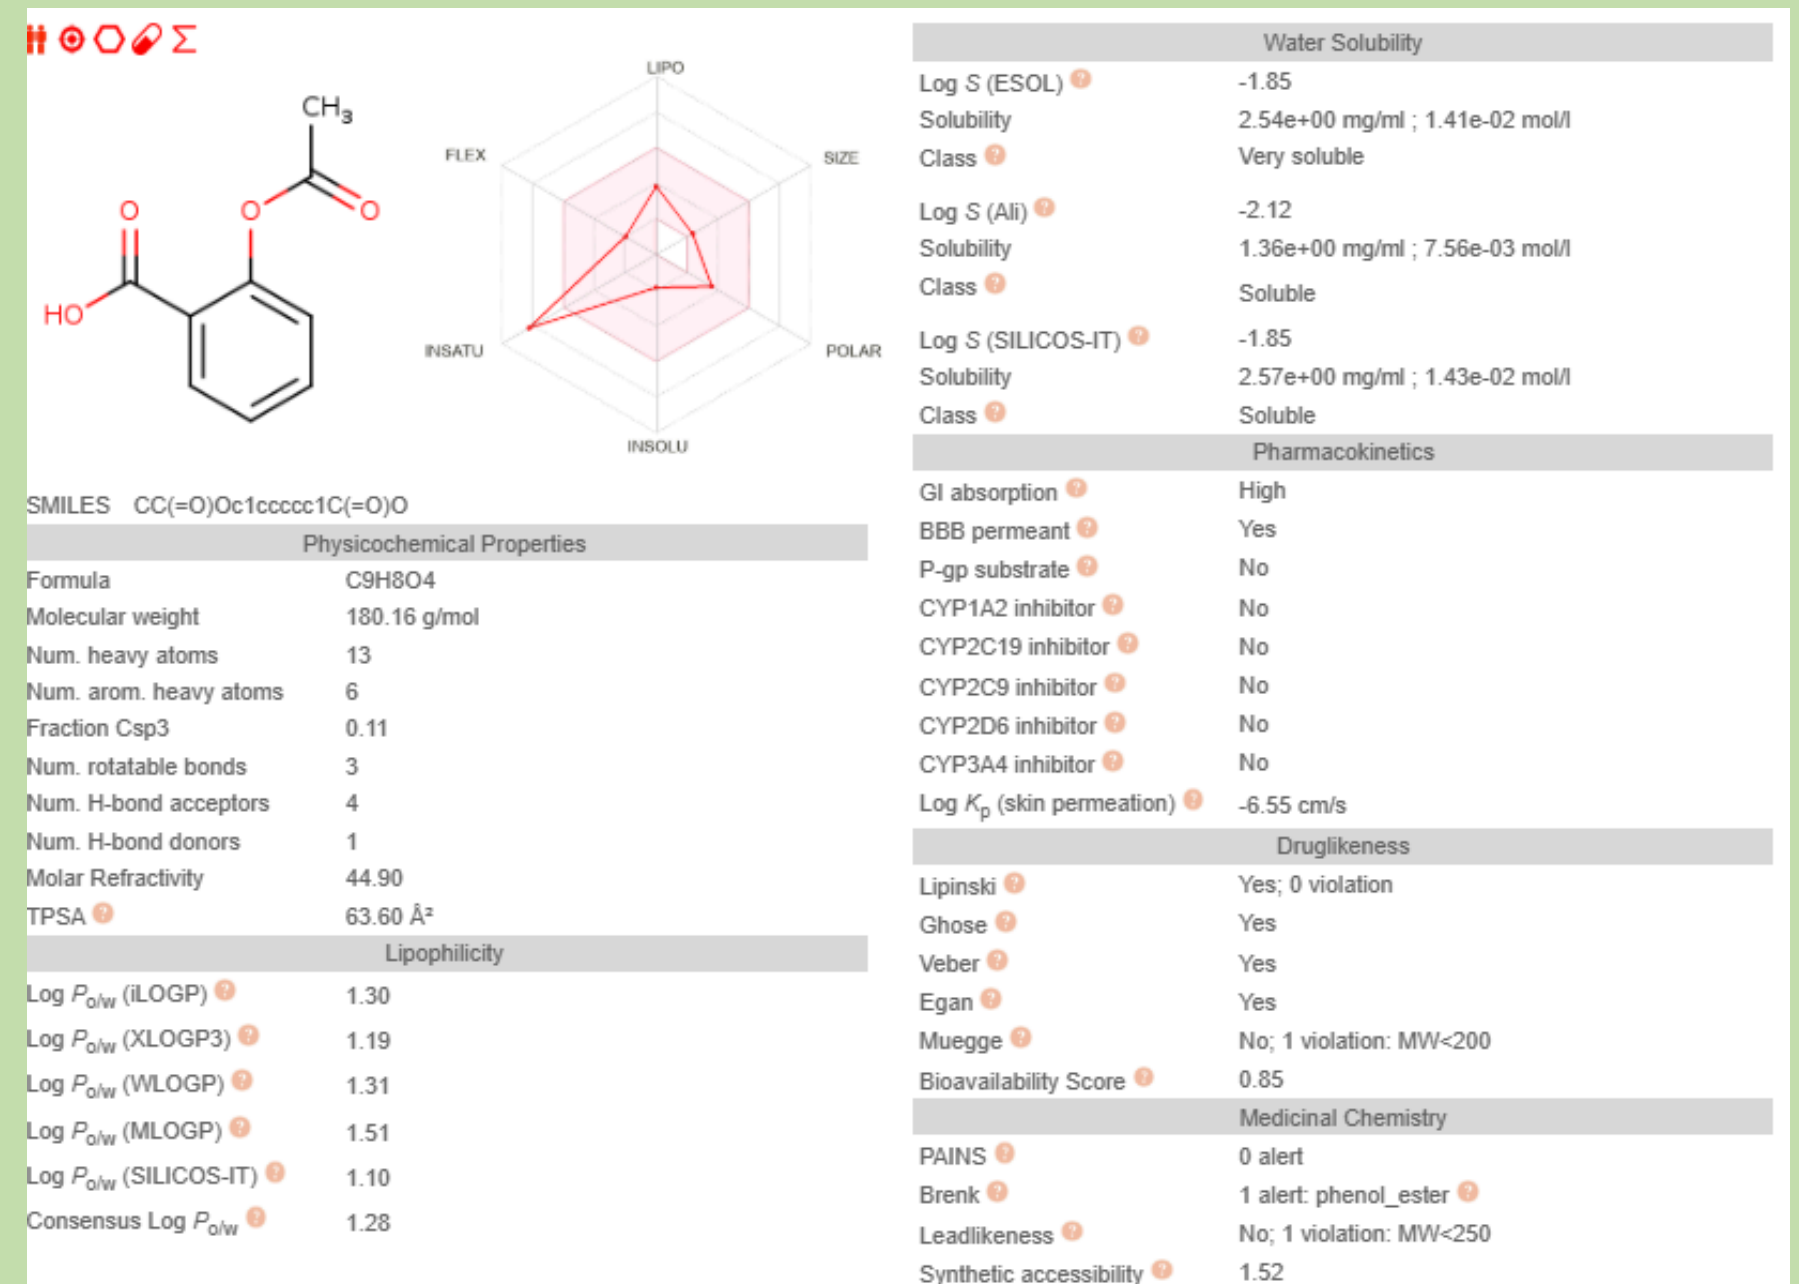 CH3
O
O
O
HO
LIPO
FLEX
SIZE
INSATU
POLAR
INSOLU
SMILES CC(=O)Oc1ccccc1C(=O)O
Physicochemical Properties
Formula C9H8O4
Molecular weight 180.16 g/mol
Num. heavy atoms 13
Num. arom. heavy atoms 6
Fraction Csp3 0.11
Num. rotatable bonds 3
Num. H-bond acceptors 4
Num. H-bond donors 1
Molar Refractivity 44.90
TPSA ? 63.60 Å²
Lipophilicity
Log Po/w (iLOGP) ? 1.30
Log Po/w (XLOGP3) ? 1.19
Log Po/w (WLOGP) ? 1.31
Log Po/w (MLOGP) ? 1.51
Log Po/w (SILICOS-IT) ? 1.10
Consensus Log Po/w ? 1.28
Water Solubility
Log S (ESOL) ? -1.85
Solubility 2.54e+00 mg/ml ; 1.41e-02 mol/l
Class ? Very soluble
Log S (Ali) ? -2.12
Solubility 1.36e+00 mg/ml ; 7.56e-03 mol/l
Class ? Soluble
Log S (SILICOS-IT) ? -1.85
Solubility 2.57e+00 mg/ml ; 1.43e-02 mol/l
Class ? Soluble
Pharmacokinetics
GI absorption ? High
BBB permeant ? Yes
P-gp substrate ? No
CYP1A2 inhibitor ? No
CYP2C19 inhibitor ? No
CYP2C9 inhibitor ? No
CYP2D6 inhibitor ? No
CYP3A4 inhibitor ? No
Log Kp (skin permeation) ? -6.55 cm/s
Druglikeness
Lipinski ? Yes; 0 violation
Ghose ? Yes
Veber ? Yes
Egan ? Yes
Muegge ? No; 1 violation: MW<200
Bioavailability Score ? 0.85
Medicinal Chemistry
PAINS ? 0 alert
Brenk ? 1 alert: phenol_ester ?
Leadlikeness ? No; 1 violation: MW<250
Synthetic accessibility ? 1.52